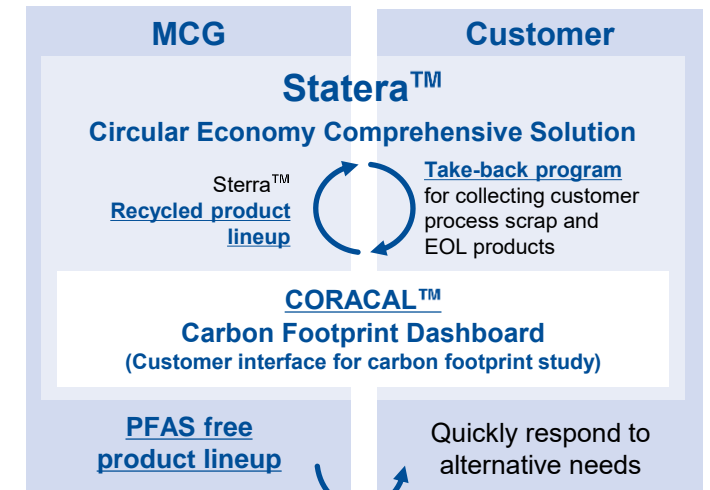 MCG
Customer
Statera™
Circular Economy Comprehensive Solution
Sterra™
Recycled product
lineup
Take-back program
for collecting customer
process scrap and
EOL products
CORACAL™
Carbon Footprint Dashboard
(Customer interface for carbon footprint study)
PFAS free
product lineup
Quickly respond to
alternative needs